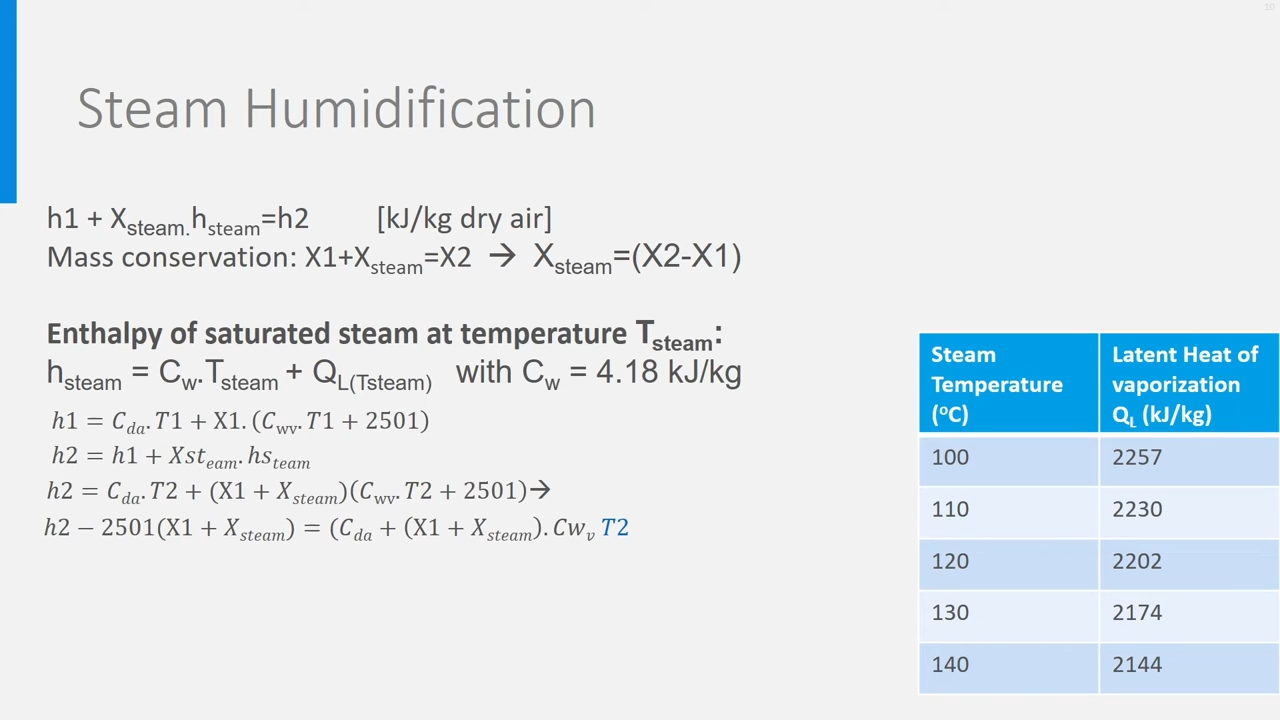 10
Steam Humidification
h1 + Xsteam.hsteam=h2 [kJ/kg dry air]
Mass conservation: X1+Xsteam=X2 → Xsteam=(X2-X1)
Enthalpy of saturated steam at temperature Tsteam:
hsteam = Cw.Tsteam + QL(Tsteam) with Cw = 4.18 kJ/kg
h1 = Cda.T1 + X1.(Cwv.T1 + 2501)
h2 = h1 + Xsteam.hsteam
h2 = Cda.T2 + (X1 + Xsteam)(Cwv.T2 + 2501)→
h2 − 2501(X1 + Xsteam) = (Cda + (X1 + Xsteam).Cwv T2
Steam Temperature (oC) Latent Heat of vaporization QL (kJ/kg)
100 2257
110 2230
120 2202
130 2174
140 2144